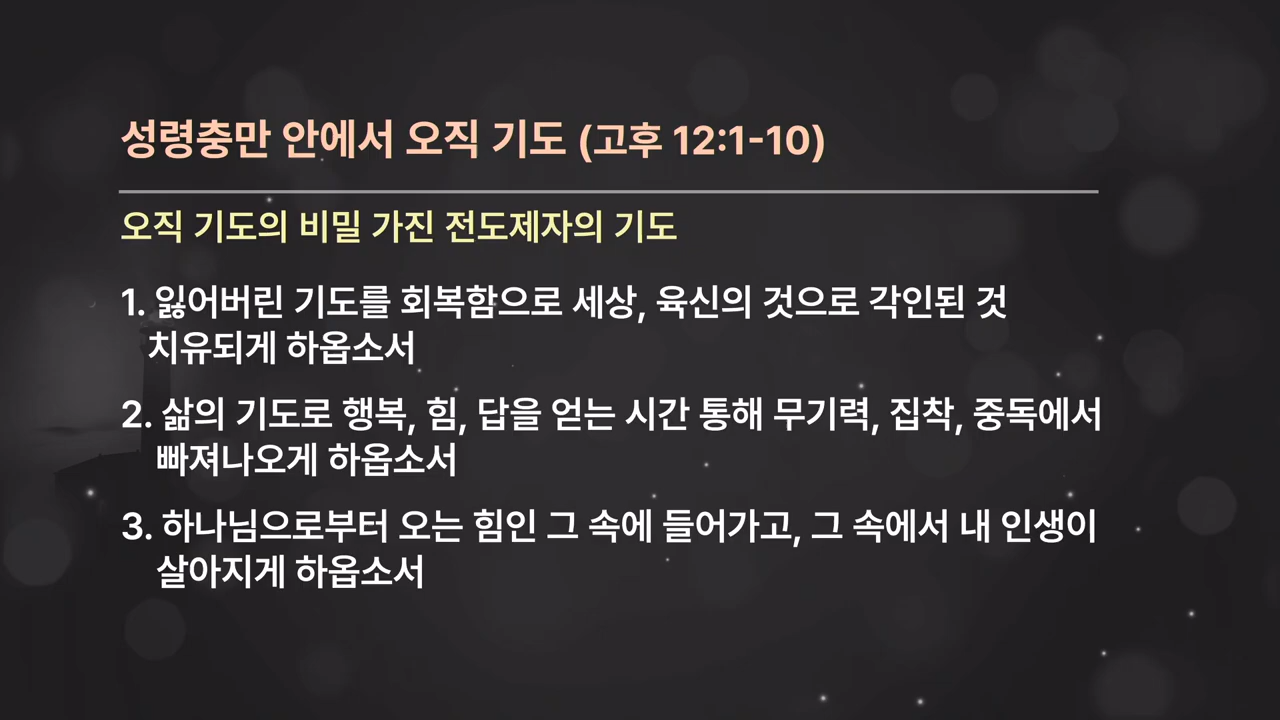 성령충만 안에서 오직 기도 (고후 12:1-10)
오직 기도의 비밀 가진 전도제자의 기도
1. 잃어버린 기도를 회복함으로 세상, 육신의 것으로 각인된 것
치유되게 하옵소서
2. 삶의 기도로 행복, 힘, 답을 얻는 시간 통해 무기력, 집착, 중독에서
빠져나오게 하옵소서
3. 하나님으로부터 오는 힘인 그 속에 들어가고, 그 속에서 내 인생이
살아지게 하옵소서